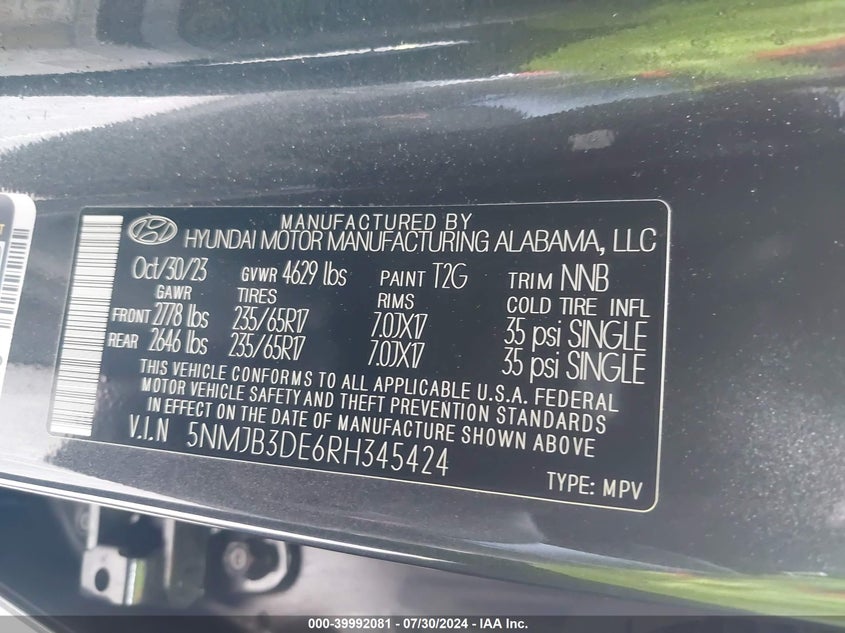 MANUFACTURED BY
HYUNDAI MOTOR MANUFACTURING ALABAMA, LLC
Oct/30/23 GVWR 4629 lbs PAINT T2G TRIM NNB
GAWR TIRES RIMS COLD TIRE INFL
FRONT 2778 lbs 235/65R17 7.0JX17 35 psi SINGLE
REAR 2646 lbs 235/65R17 7.0JX17 35 psi SINGLE
THIS VEHICLE CONFORMS TO ALL APPLICABLE U.S.A. FEDERAL
MOTOR VEHICLE SAFETY AND THEFT PREVENTION STANDARDS
IN EFFECT ON THE DATE OF MANUFACTURE SHOWN ABOVE
V.I.N 5NMJB3DE6RH345424
TYPE: MPV
000-39992081 - 07/30/2024 - IAA Inc.